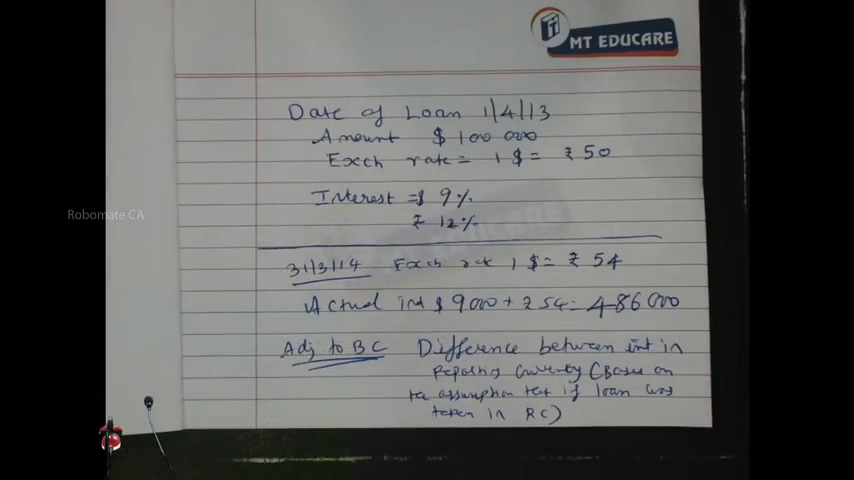 MT EDUCARE
Date of Loan 1/4/13
Amount $ 100 000
Exch rate = 1 $ = ₹ 50
Interest = $ 9%
₹ 12%
Robomate CA
31/3/14 Exch rate 1 $ = ₹ 54
Actual int $ 9000 + ₹ 54 = 486 000
Adj to BC Difference between int in
Reporting Currency (Based on
the assumption that if loan was
taken in RC)